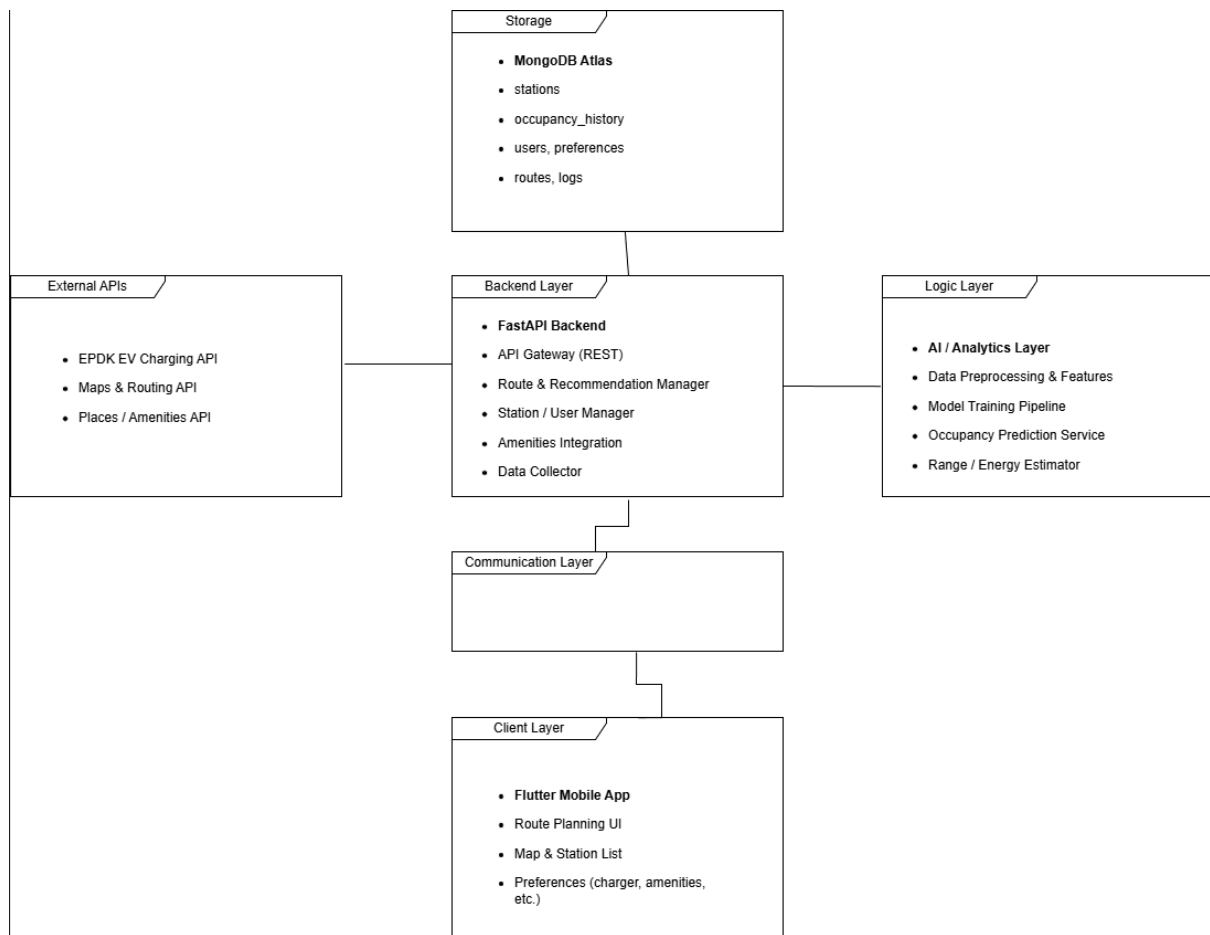 Storage
MongoDB Atlas
stations
occupancy_history
users, preferences
routes, logs
External APIs
EPDK EV Charging API
Maps & Routing API
Places / Amenities API
Backend Layer
FastAPI Backend
API Gateway (REST)
Route & Recommendation Manager
Station / User Manager
Amenities Integration
Data Collector
Logic Layer
AI / Analytics Layer
Data Preprocessing & Features
Model Training Pipeline
Occupancy Prediction Service
Range / Energy Estimator
Communication Layer
Client Layer
Flutter Mobile App
Route Planning UI
Map & Station List
Preferences (charger, amenities,
etc.)